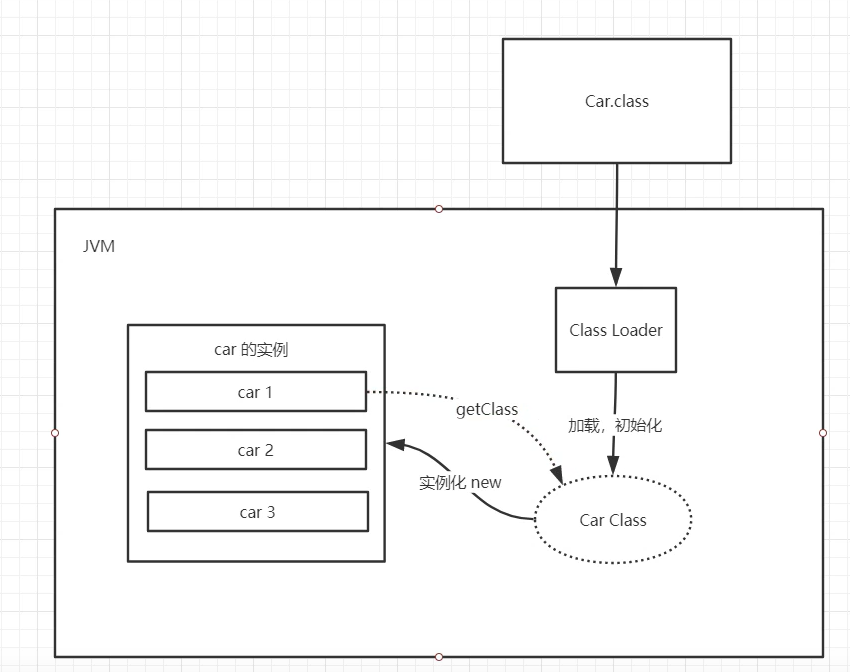 Car.class
JVM
Class Loader
car 的实例
car 1
getClass
加载，初始化
car 2
实例化 new
car 3
Car Class